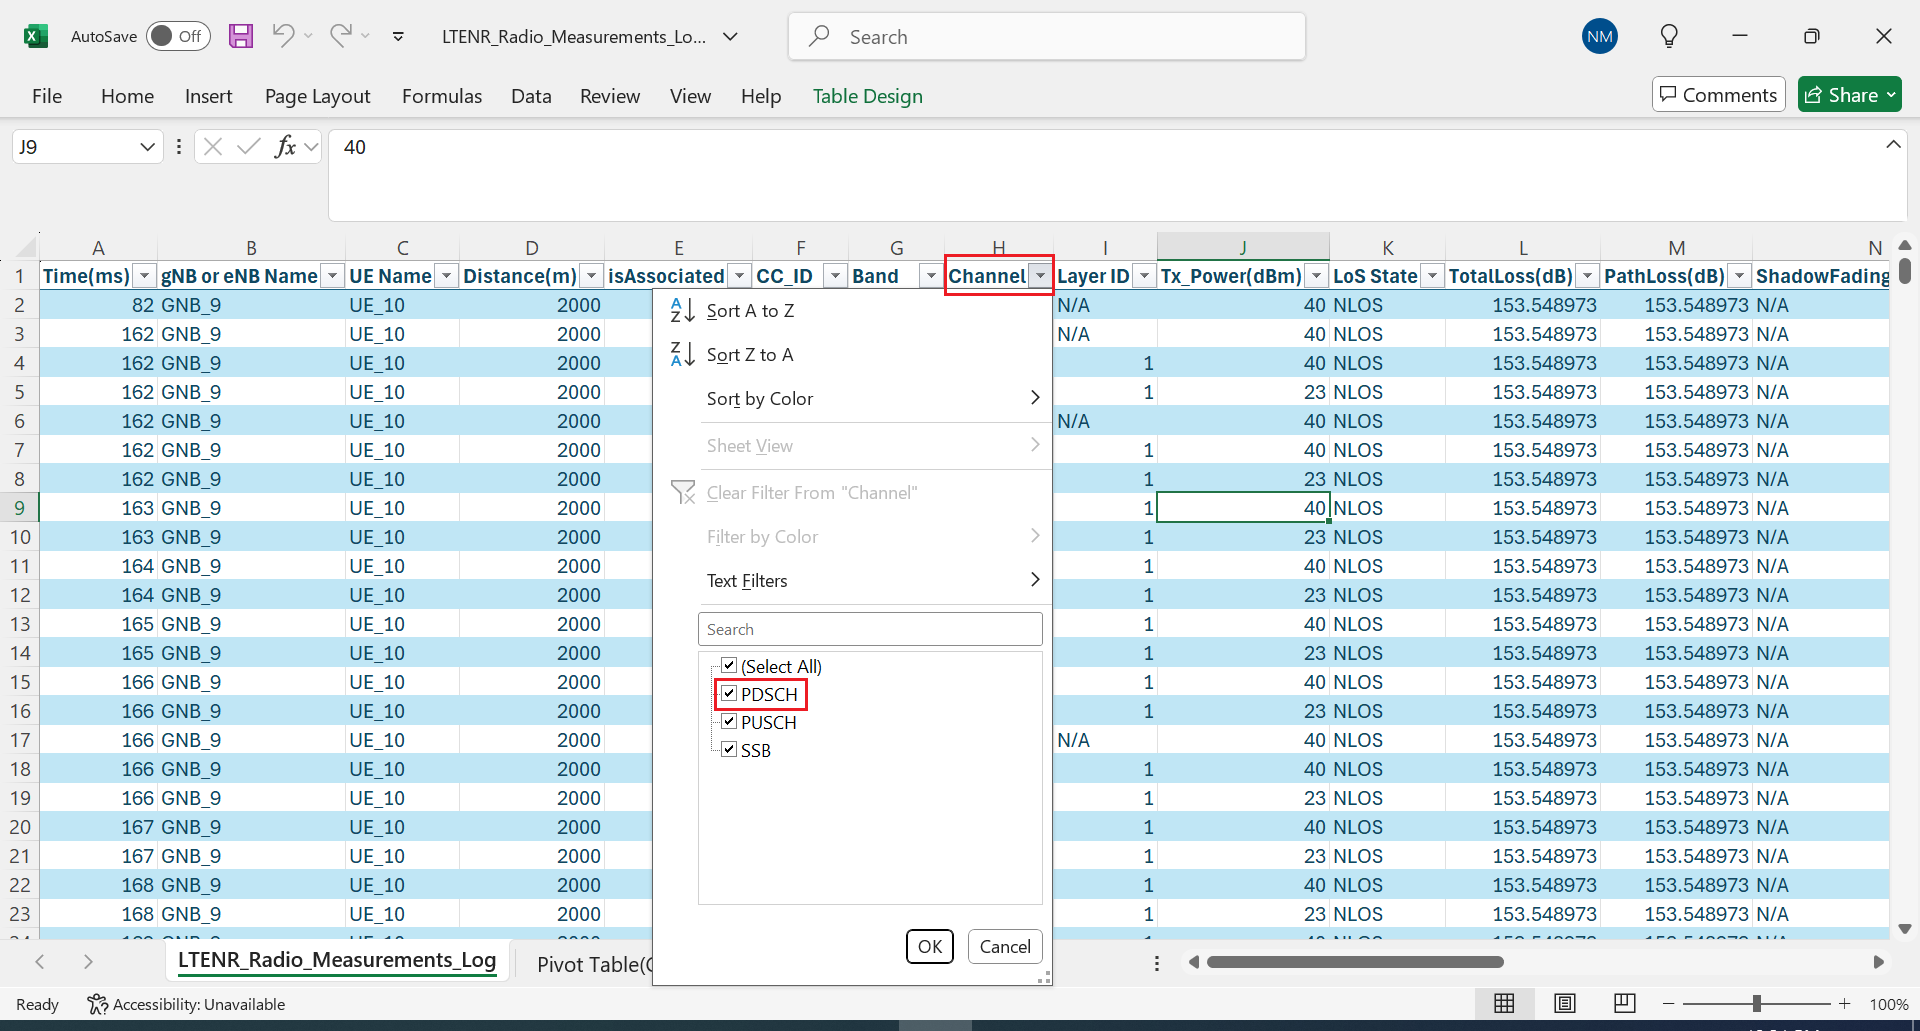 AutoSave Off LTENR_Radio_Measurements_Lo... Search NM
File Home Insert Page Layout Formulas Data Review View Help Table Design Comments Share
J9 fx 40
A B C D E F G H I J K L M N
1 Time(ms) gNB or eNB Name UE Name Distance(m) isAssociated CC_ID Band Channel Layer ID Tx_Power(dBm) LoS State TotalLoss(dB) PathLoss(dB) ShadowFading
2 82 GNB_9 UE_10 2000 N/A 40 NLOS 153.548973 153.548973 N/A
3 162 GNB_9 UE_10 2000 N/A 40 NLOS 153.548973 153.548973 N/A
4 162 GNB_9 UE_10 2000 1 40 NLOS 153.548973 153.548973 N/A
5 162 GNB_9 UE_10 2000 1 23 NLOS 153.548973 153.548973 N/A
6 162 GNB_9 UE_10 2000 N/A 40 NLOS 153.548973 153.548973 N/A
7 162 GNB_9 UE_10 2000 1 40 NLOS 153.548973 153.548973 N/A
8 162 GNB_9 UE_10 2000 1 23 NLOS 153.548973 153.548973 N/A
9 163 GNB_9 UE_10 2000 1 40 NLOS 153.548973 153.548973 N/A
10 163 GNB_9 UE_10 2000 1 23 NLOS 153.548973 153.548973 N/A
11 164 GNB_9 UE_10 2000 1 40 NLOS 153.548973 153.548973 N/A
12 164 GNB_9 UE_10 2000 1 23 NLOS 153.548973 153.548973 N/A
13 165 GNB_9 UE_10 2000 1 40 NLOS 153.548973 153.548973 N/A
14 165 GNB_9 UE_10 2000 1 23 NLOS 153.548973 153.548973 N/A
15 166 GNB_9 UE_10 2000 1 40 NLOS 153.548973 153.548973 N/A
16 166 GNB_9 UE_10 2000 1 23 NLOS 153.548973 153.548973 N/A
17 166 GNB_9 UE_10 2000 N/A 40 NLOS 153.548973 153.548973 N/A
18 166 GNB_9 UE_10 2000 1 40 NLOS 153.548973 153.548973 N/A
19 166 GNB_9 UE_10 2000 1 23 NLOS 153.548973 153.548973 N/A
20 167 GNB_9 UE_10 2000 1 40 NLOS 153.548973 153.548973 N/A
21 167 GNB_9 UE_10 2000 1 23 NLOS 153.548973 153.548973 N/A
22 168 GNB_9 UE_10 2000 1 40 NLOS 153.548973 153.548973 N/A
23 168 GNB_9 UE_10 2000 1 23 NLOS 153.548973 153.548973 N/A
Sort A to Z
Sort Z to A
Sort by Color
Sheet View
Clear Filter From "Channel"
Filter by Color
Text Filters
Search
(Select All)
PDSCH
PUSCH
SSB
OK Cancel
LTENR_Radio_Measurements_Log Pivot Table(
Ready Accessibility: Unavailable 100%